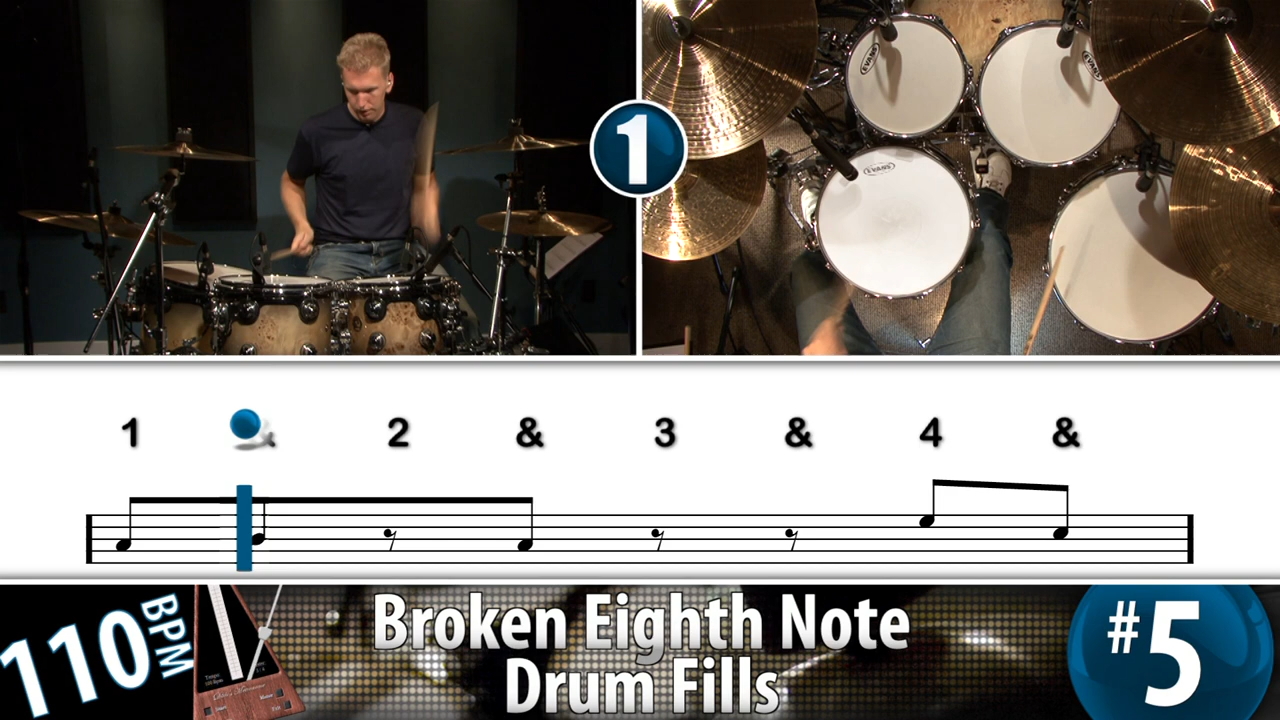 EVANS
EVANS
EVANS
1
1 & 2 & 3 & 4 &
110 BPM
Broken Eighth Note
Drum Fills
#5